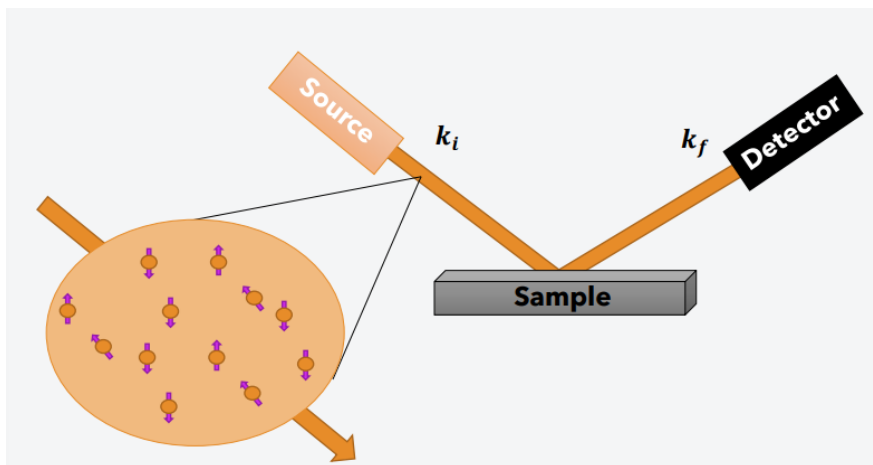 Source
k_i
k_f
Detector
Sample